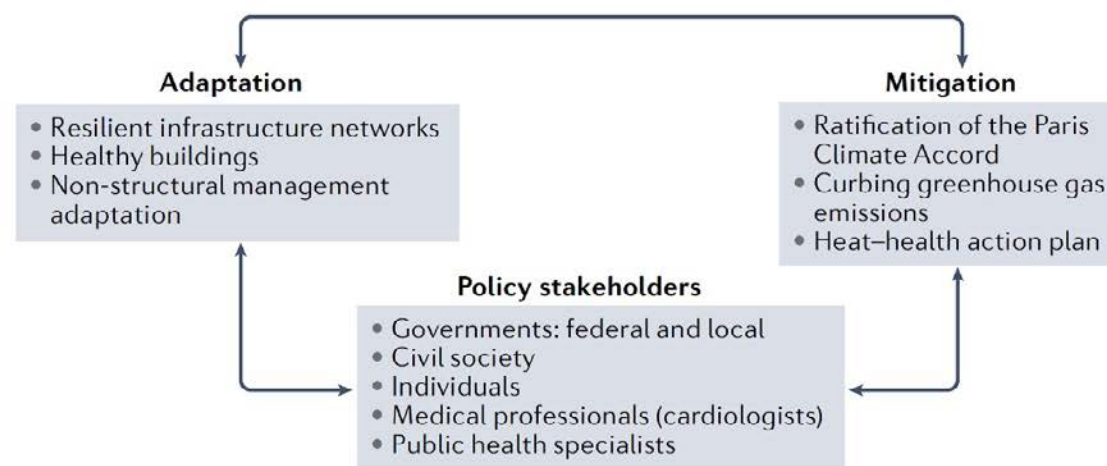 Adaptation
• Resilient infrastructure networks
• Healthy buildings
• Non-structural management
adaptation
Mitigation
• Ratification of the Paris
Climate Accord
• Curbing greenhouse gas
emissions
• Heat–health action plan
Policy stakeholders
• Governments: federal and local
• Civil society
• Individuals
• Medical professionals (cardiologists)
• Public health specialists